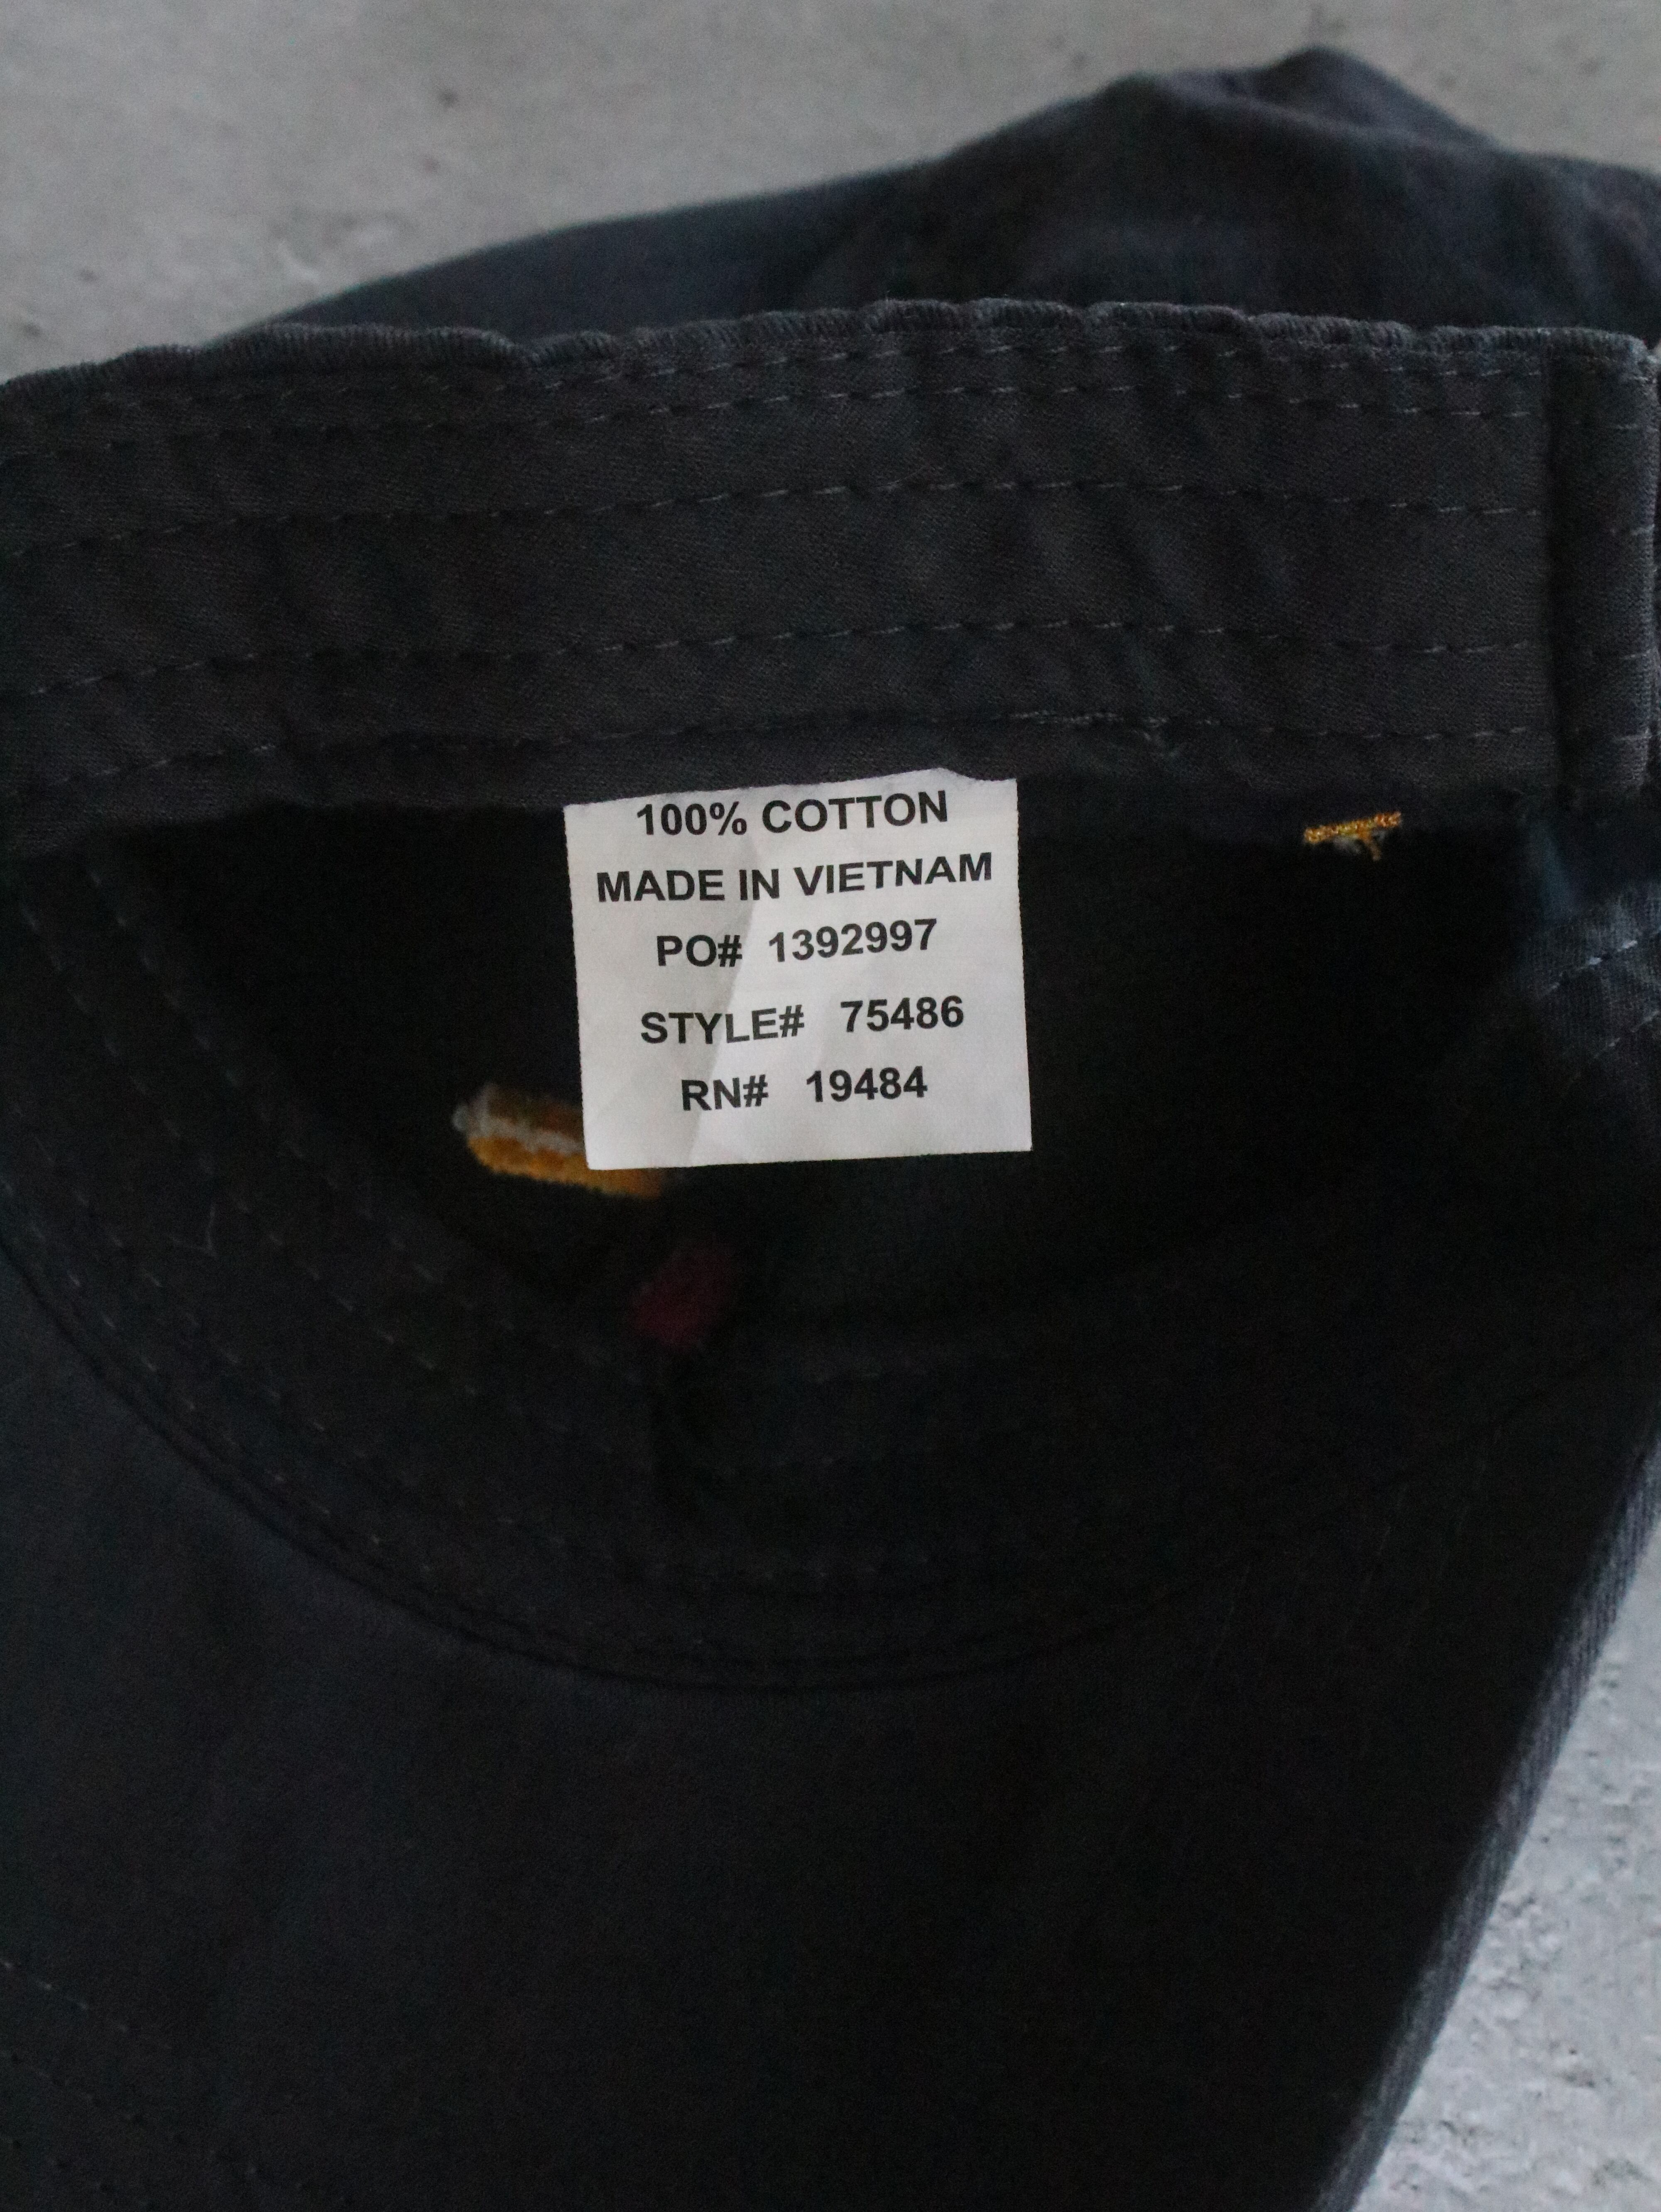 100% COTTON
MADE IN VIETNAM
PO# 1392997
STYLE# 75486
RN# 19484